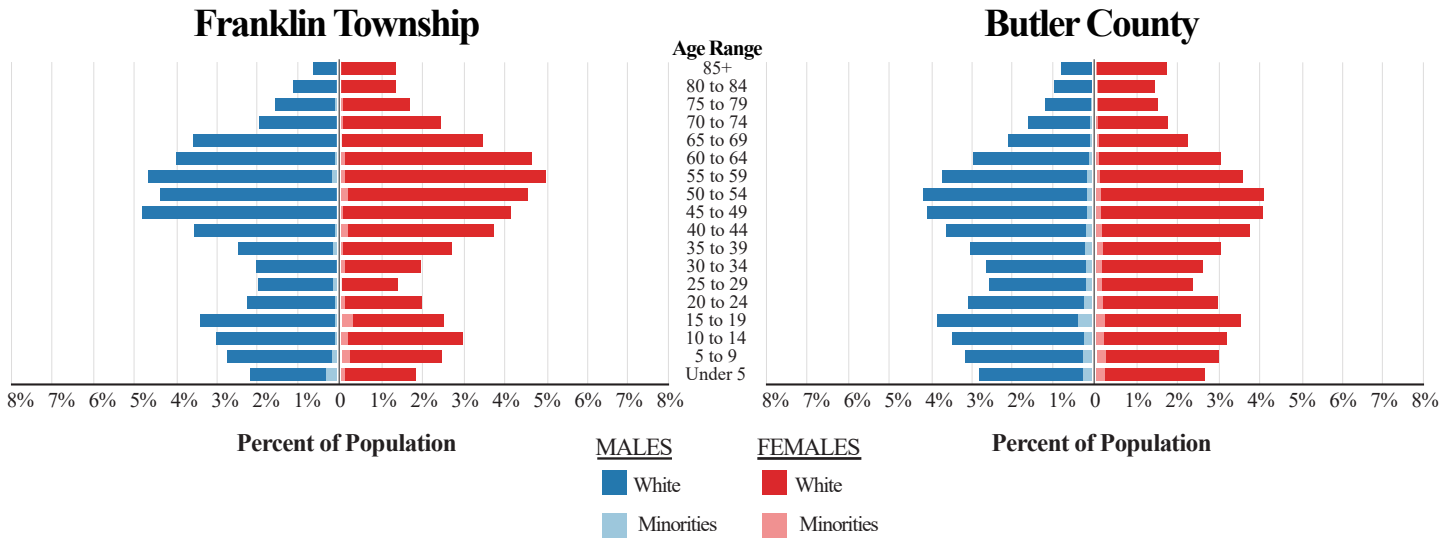 Franklin Township
Butler County
Age Range
85+
80 to 84
75 to 79
70 to 74
65 to 69
60 to 64
55 to 59
50 to 54
45 to 49
40 to 44
35 to 39
30 to 34
25 to 29
20 to 24
15 to 19
10 to 14
5 to 9
Under 5
8% 7% 6% 5% 4% 3% 2% 1% 0 1% 2% 3% 4% 5% 6% 7% 8%
8% 7% 6% 5% 4% 3% 2% 1% 0 1% 2% 3% 4% 5% 6% 7% 8%
Percent of Population
Percent of Population
MALES
White
Minorities
FEMALES
White
Minorities